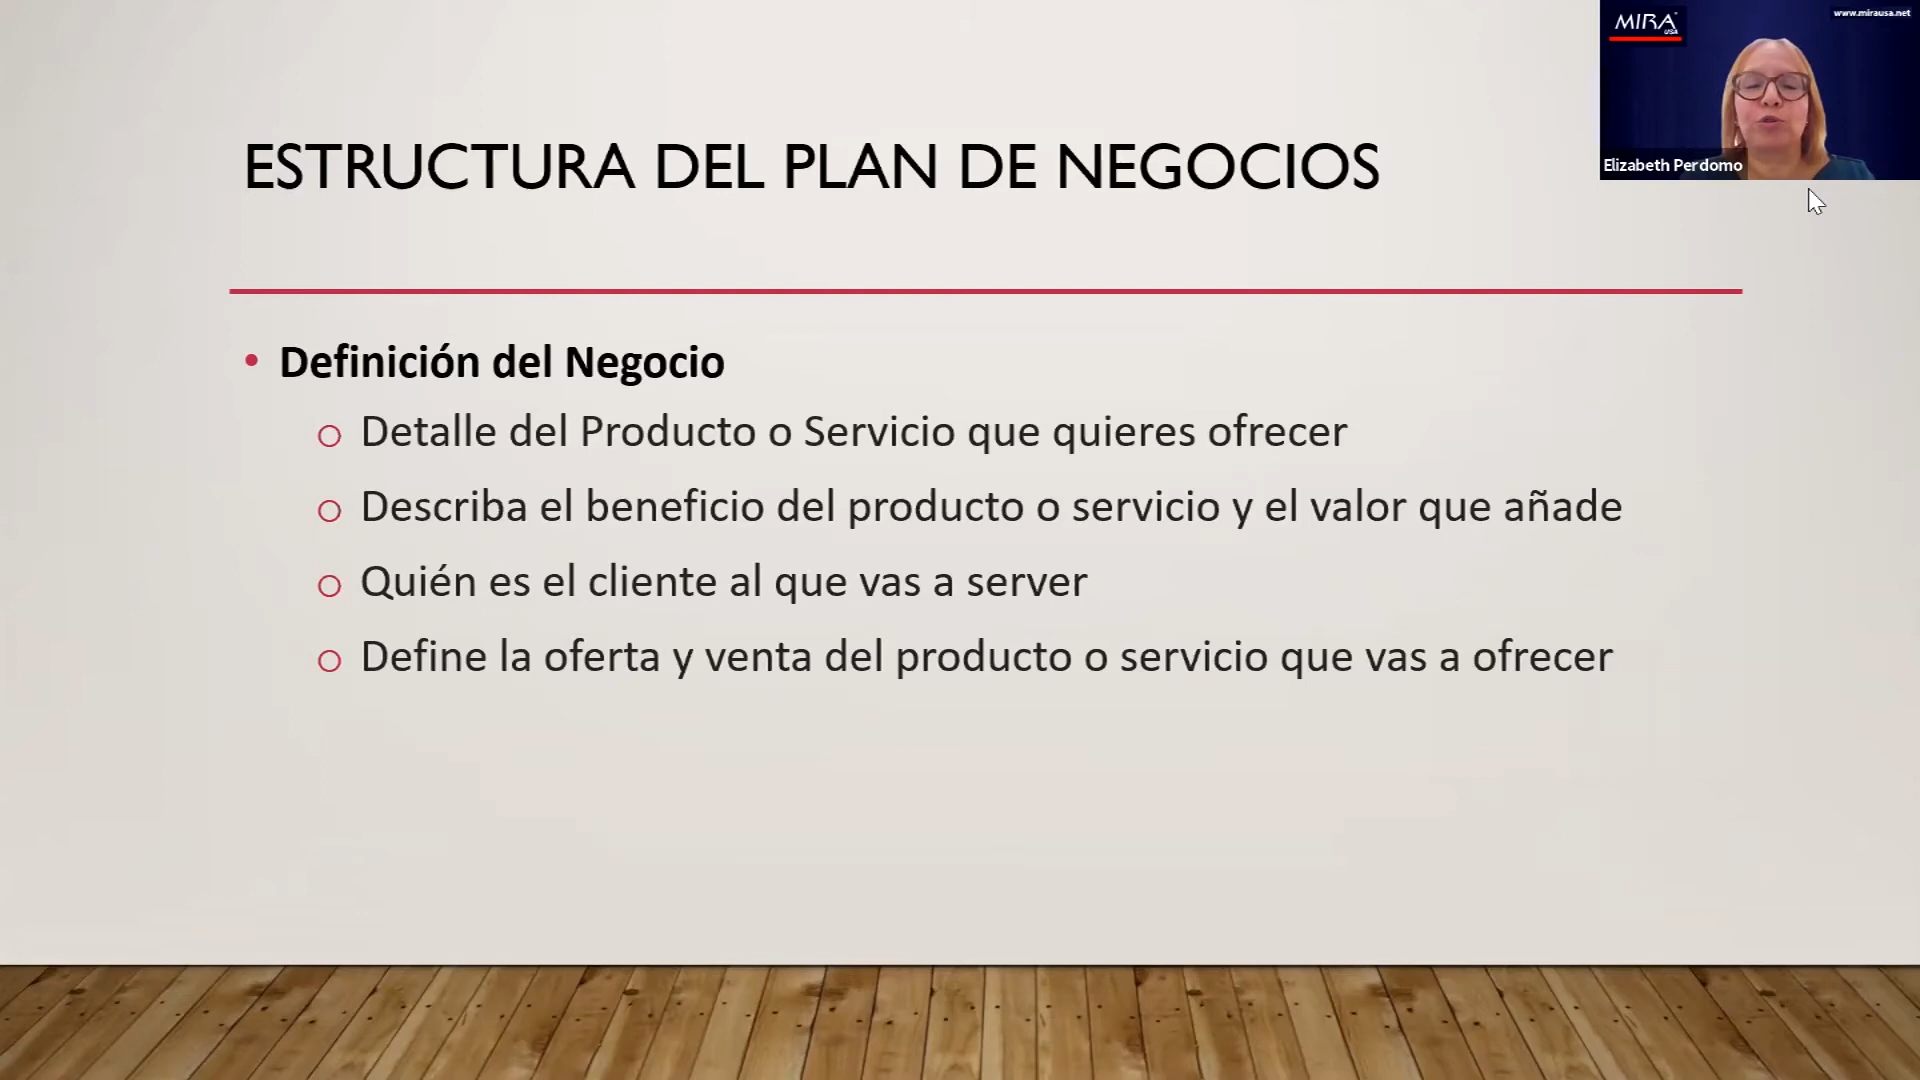 MIRA
USA
www.mirausa.net
Elizabeth Perdomo
ESTRUCTURA DEL PLAN DE NEGOCIOS
• Definición del Negocio
o Detalle del Producto o Servicio que quieres ofrecer
o Describa el beneficio del producto o servicio y el valor que añade
o Quién es el cliente al que vas a server
o Define la oferta y venta del producto o servicio que vas a ofrecer